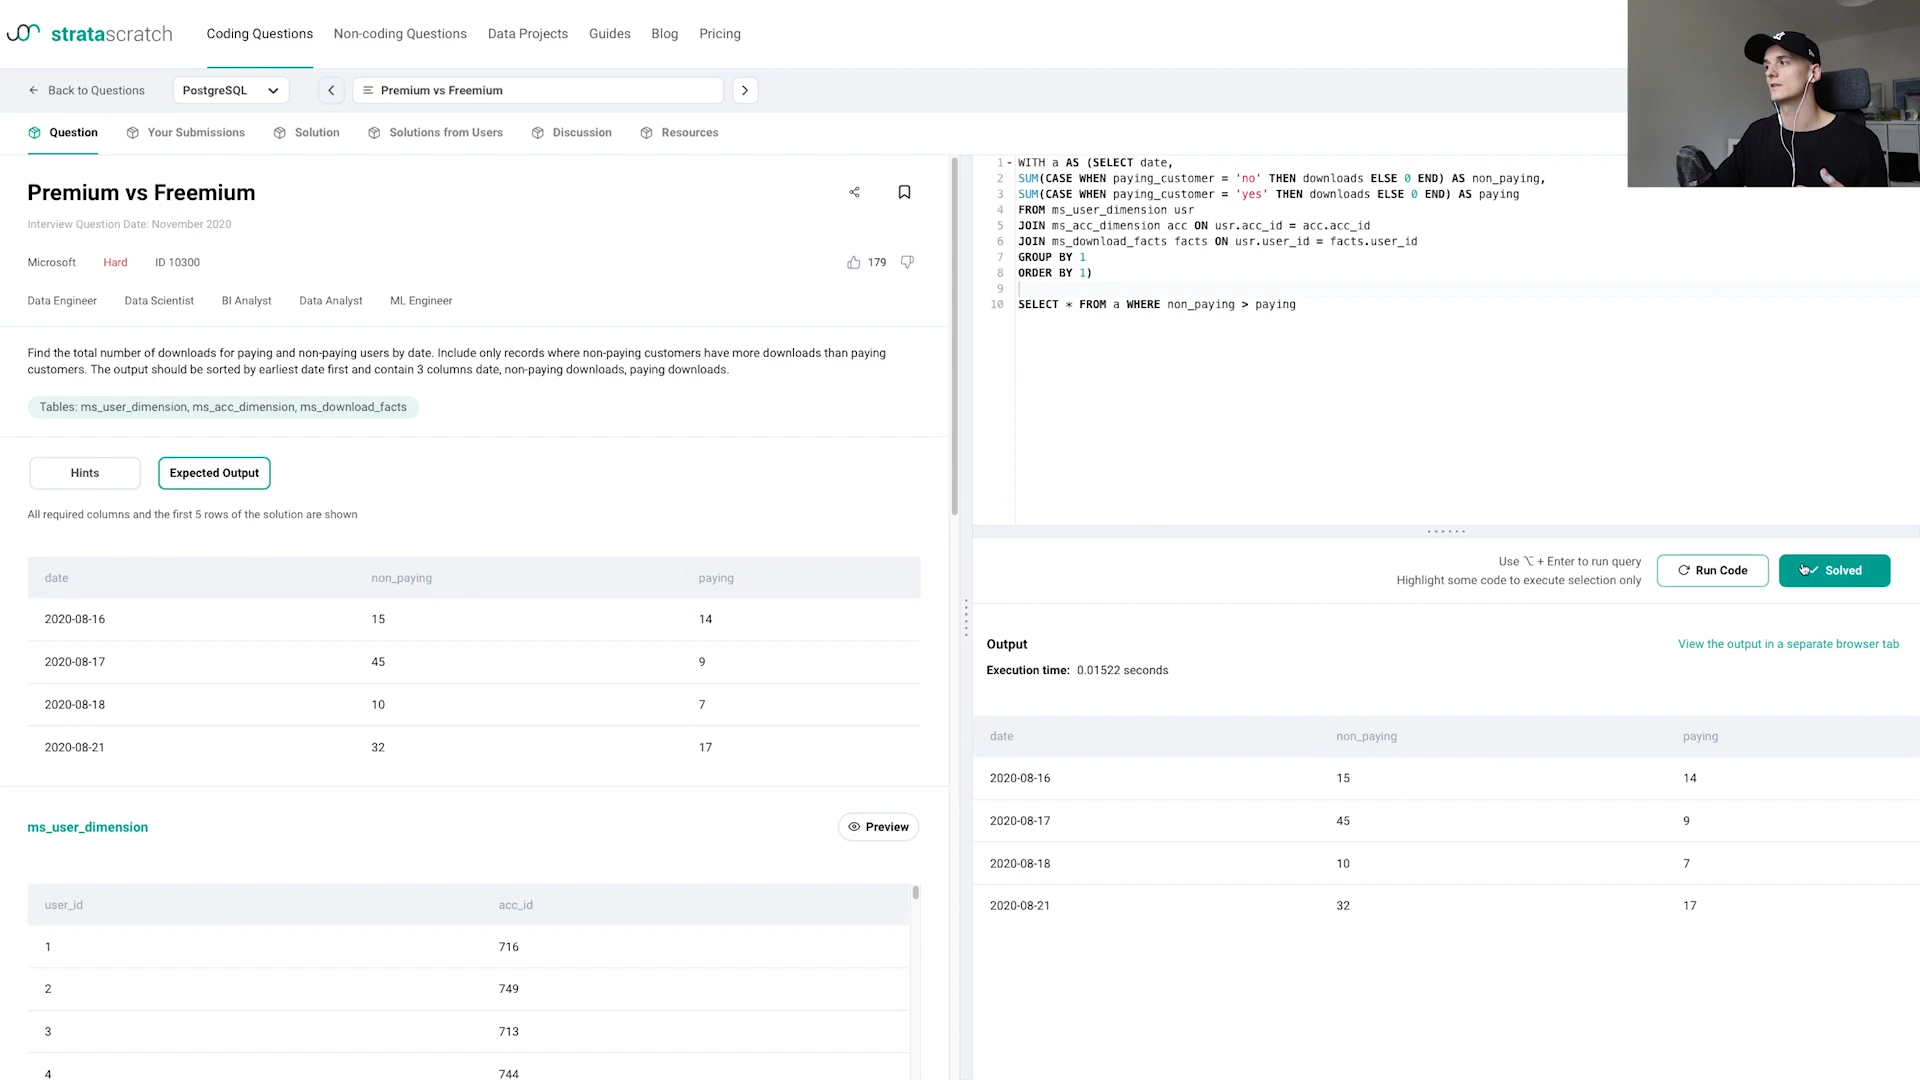 stratascratch
Coding Questions
Non-coding Questions
Data Projects
Guides
Blog
Pricing
Back to Questions
PostgreSQL
Premium vs Freemium
Question
Your Submissions
Solution
Solutions from Users
Discussion
Resources
Premium vs Freemium
Interview Question Date: November 2020
Microsoft
Hard
ID 10300
179
Data Engineer
Data Scientist
BI Analyst
Data Analyst
ML Engineer
Find the total number of downloads for paying and non-paying users by date. Include only records where non-paying customers have more downloads than paying
customers. The output should be sorted by earliest date first and contain 3 columns date, non-paying downloads, paying downloads.
Tables: ms_user_dimension, ms_acc_dimension, ms_download_facts
Hints
Expected Output
All required columns and the first 5 rows of the solution are shown
date non_paying paying
2020-08-16 15 14
2020-08-17 45 9
2020-08-18 10 7
2020-08-21 32 17
ms_user_dimension
Preview
user_id acc_id
1 716
2 749
3 713
4 744
1 WITH a AS (SELECT date,
2 SUM(CASE WHEN paying_customer = 'no' THEN downloads ELSE 0 END) AS non_paying,
3 SUM(CASE WHEN paying_customer = 'yes' THEN downloads ELSE 0 END) AS paying
4 FROM ms_user_dimension usr
5 JOIN ms_acc_dimension acc ON usr.acc_id = acc.acc_id
6 JOIN ms_download_facts facts ON usr.user_id = facts.user_id
7 GROUP BY 1
8 ORDER BY 1)
9
10 SELECT * FROM a WHERE non_paying > paying
Use ⌥ + Enter to run query
Highlight some code to execute selection only
Run Code
Solved
Output
View the output in a separate browser tab
Execution time: 0.01522 seconds
date non_paying paying
2020-08-16 15 14
2020-08-17 45 9
2020-08-18 10 7
2020-08-21 32 17